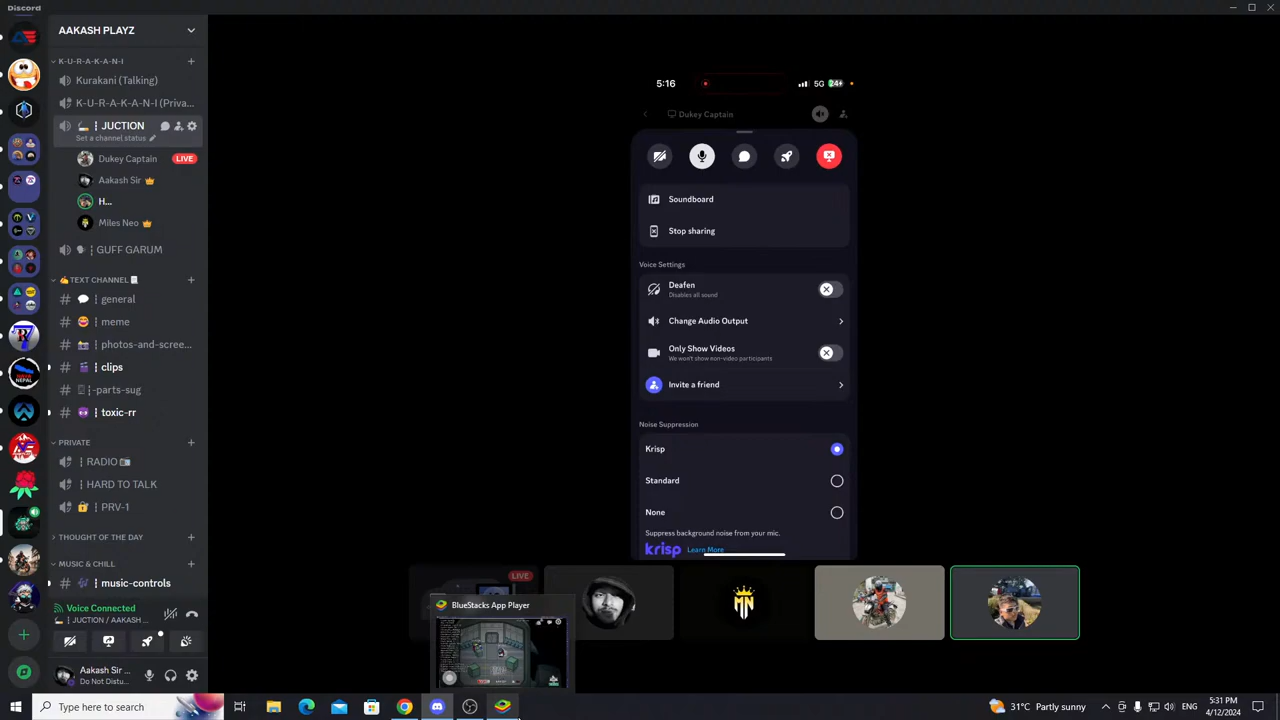 Discord
AAKASH PLAYZ
K-U-R-A-K-A-N-I
Kurakani (Talking)
K-U-R-A-K-A-N-I (Priva...
JUCTION
Set a channel status
Dukey Captain
LIVE
Aakash Sir
H...
Miles Neo
GUFF GARUM
TEXT CHANNEL
general
meme
photos-and-scree...
clips
-parts-sug
toxic-rr
PRIVATE
RADIO
HARD TO TALK
PRV-1
THOUGHT OF THE DAY
MUSIC & CHILL
music-controls
Voice Connected
JUCTION / AAKASH ...
Aakash Sir ...
Do Not Distu...
5:16
5G
24+
Dukey Captain
Soundboard
Stop sharing
Voice Settings
Deafen
Disables all sound
Change Audio Output
Only Show Videos
We won't show non-video participants
Invite a friend
Noise Suppression
Krisp
Standard
None
Suppress background noise from your mic.
krisp
Learn More
LIVE
MN
BlueStacks App Player
Type here to search
31°C Partly sunny
5:31 PM
4/12/2024